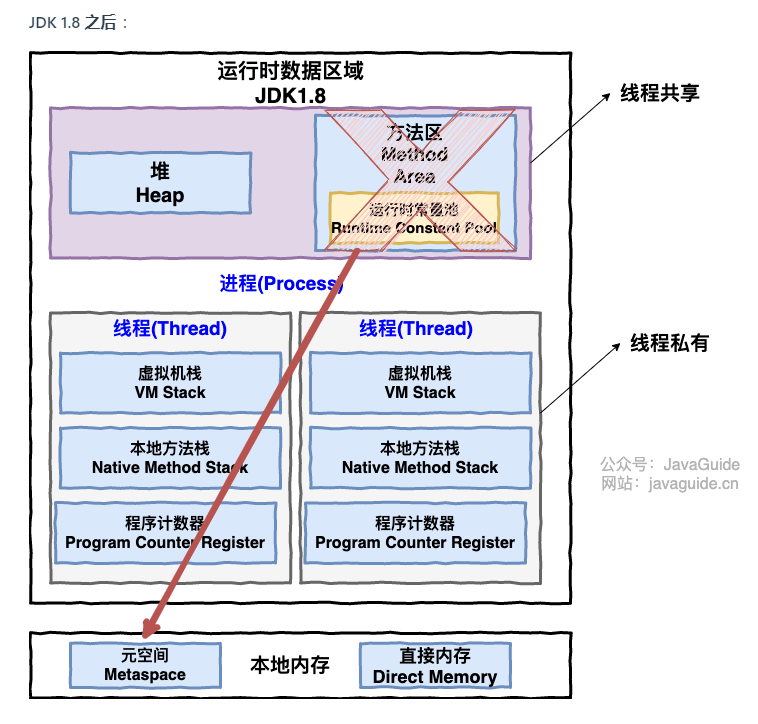 JDK 1.8 之后：
运行时数据区域
JDK1.8
线程共享
方法区
Method
Area
堆
Heap
运行时常量池
Runtime Constant Pool
进程(Process)
线程(Thread)
线程(Thread)
线程私有
虚拟机栈
VM Stack
虚拟机栈
VM Stack
本地方法栈
Native Method Stack
本地方法栈
Native Method Stack
公众号：JavaGuide
网站：javaguide.cn
程序计数器
Program Counter Register
程序计数器
Program Counter Register
元空间
Metaspace
本地内存
直接内存
Direct Memory